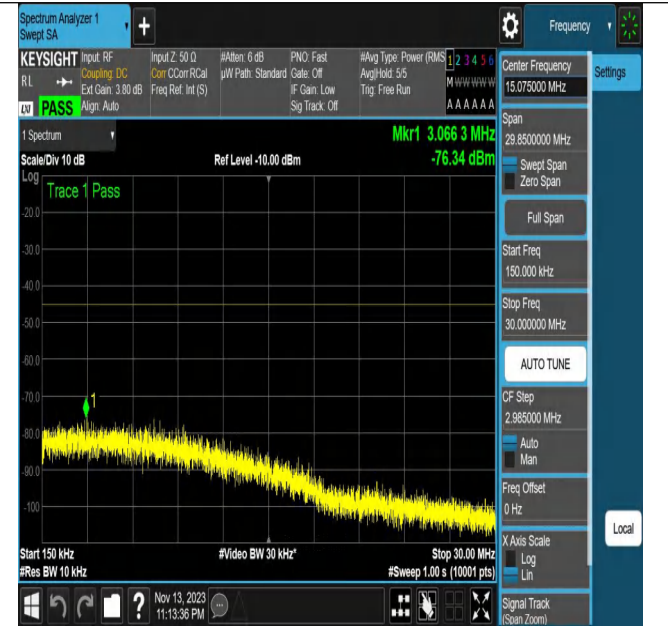 Spectrum Analyzer 1
Swept SA
+
Frequency
KEYSIGHT
RL
LXI
PASS
Input: RF
Coupling: DC
Ext Gain: 3.80 dB
Align: Auto
Input Z: 50 Ω
Corr CCorr RCal
Freq Ref: Int (S)
#Atten: 6 dB
µW Path: Standard
PNO: Fast
Gate: Off
IF Gain: Low
Sig Track: Off
#Avg Type: Power (RMS
Avg|Hold: 5/5
Trig: Free Run
1 2 3 4 5 6
M W W W W W
A A A A A A
1 Spectrum
Scale/Div 10 dB
Ref Level -10.00 dBm
Mkr1 3.066 3 MHz
-76.34 dBm
Log
Trace 1 Pass
-20.0
-30.0
-40.0
-50.0
-60.0
-70.0
-80.0
-90.0
-100
1
Start 150 kHz
#Video BW 30 kHz*
Stop 30.00 MHz
#Res BW 10 kHz
#Sweep 1.00 s (10001 pts)
Center Frequency
15.075000 MHz
Settings
Span
29.8500000 MHz
Swept Span
Zero Span
Full Span
Start Freq
150.000 kHz
Stop Freq
30.000000 MHz
AUTO TUNE
CF Step
2.985000 MHz
Auto
Man
Freq Offset
0 Hz
X Axis Scale
Log
Lin
Local
Signal Track
(Span Zoom)
?
Nov 13, 2023
11:13:36 PM